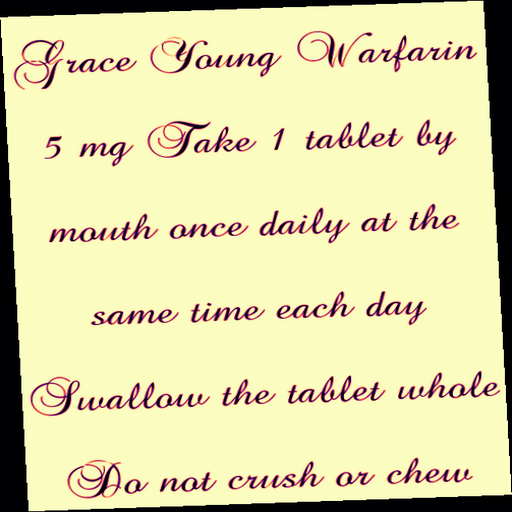 Grace Young Warfarin
5 mg Take 1 tablet by
mouth once daily at the
same time each day
Swallow the tablet whole
Do not crush or chew